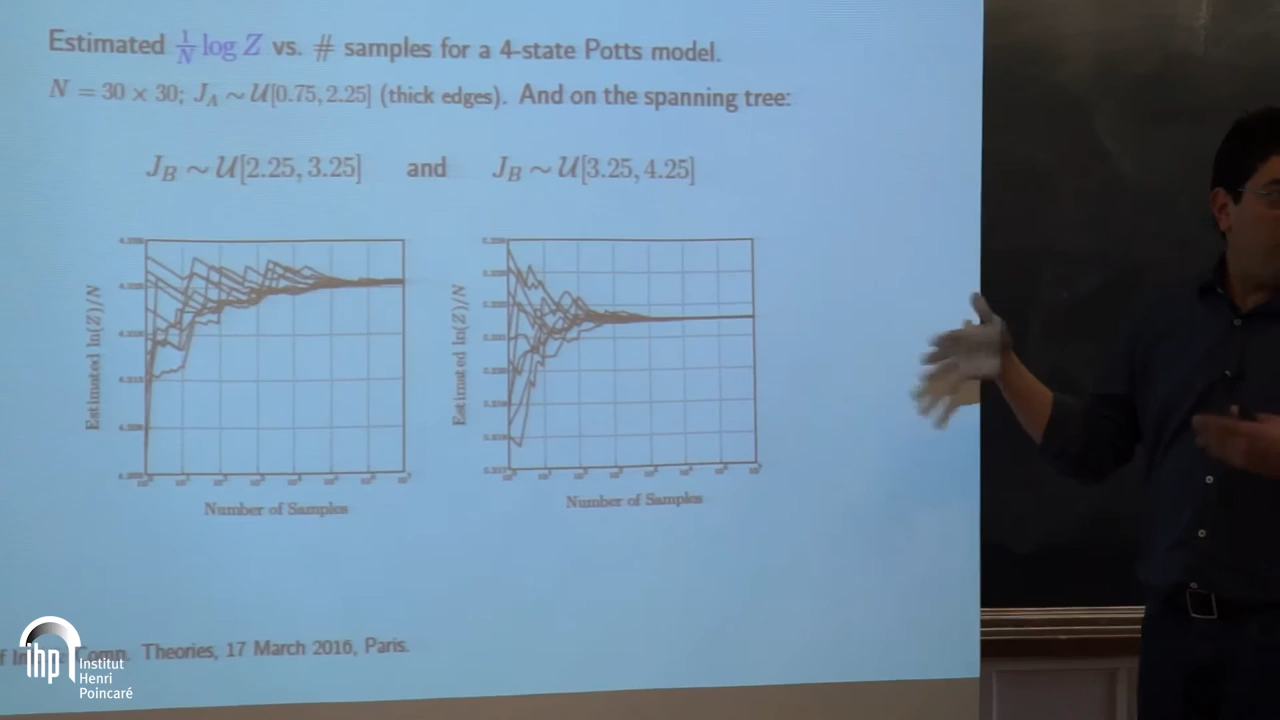 Estimated 1/N log Z vs. # samples for a 4-state Potts model.
N = 30 × 30; J_A ∼ U[0.75, 2.25] (thick edges). And on the spanning tree:
J_B ∼ U[2.25, 3.25] and J_B ∼ U[3.25, 4.25]
Estimated ln(Z)/N
Estimated ln(Z)/N
Number of Samples
Number of Samples
Theories, 17 March 2016, Paris.
ihp
Institut
Henri
Poincaré